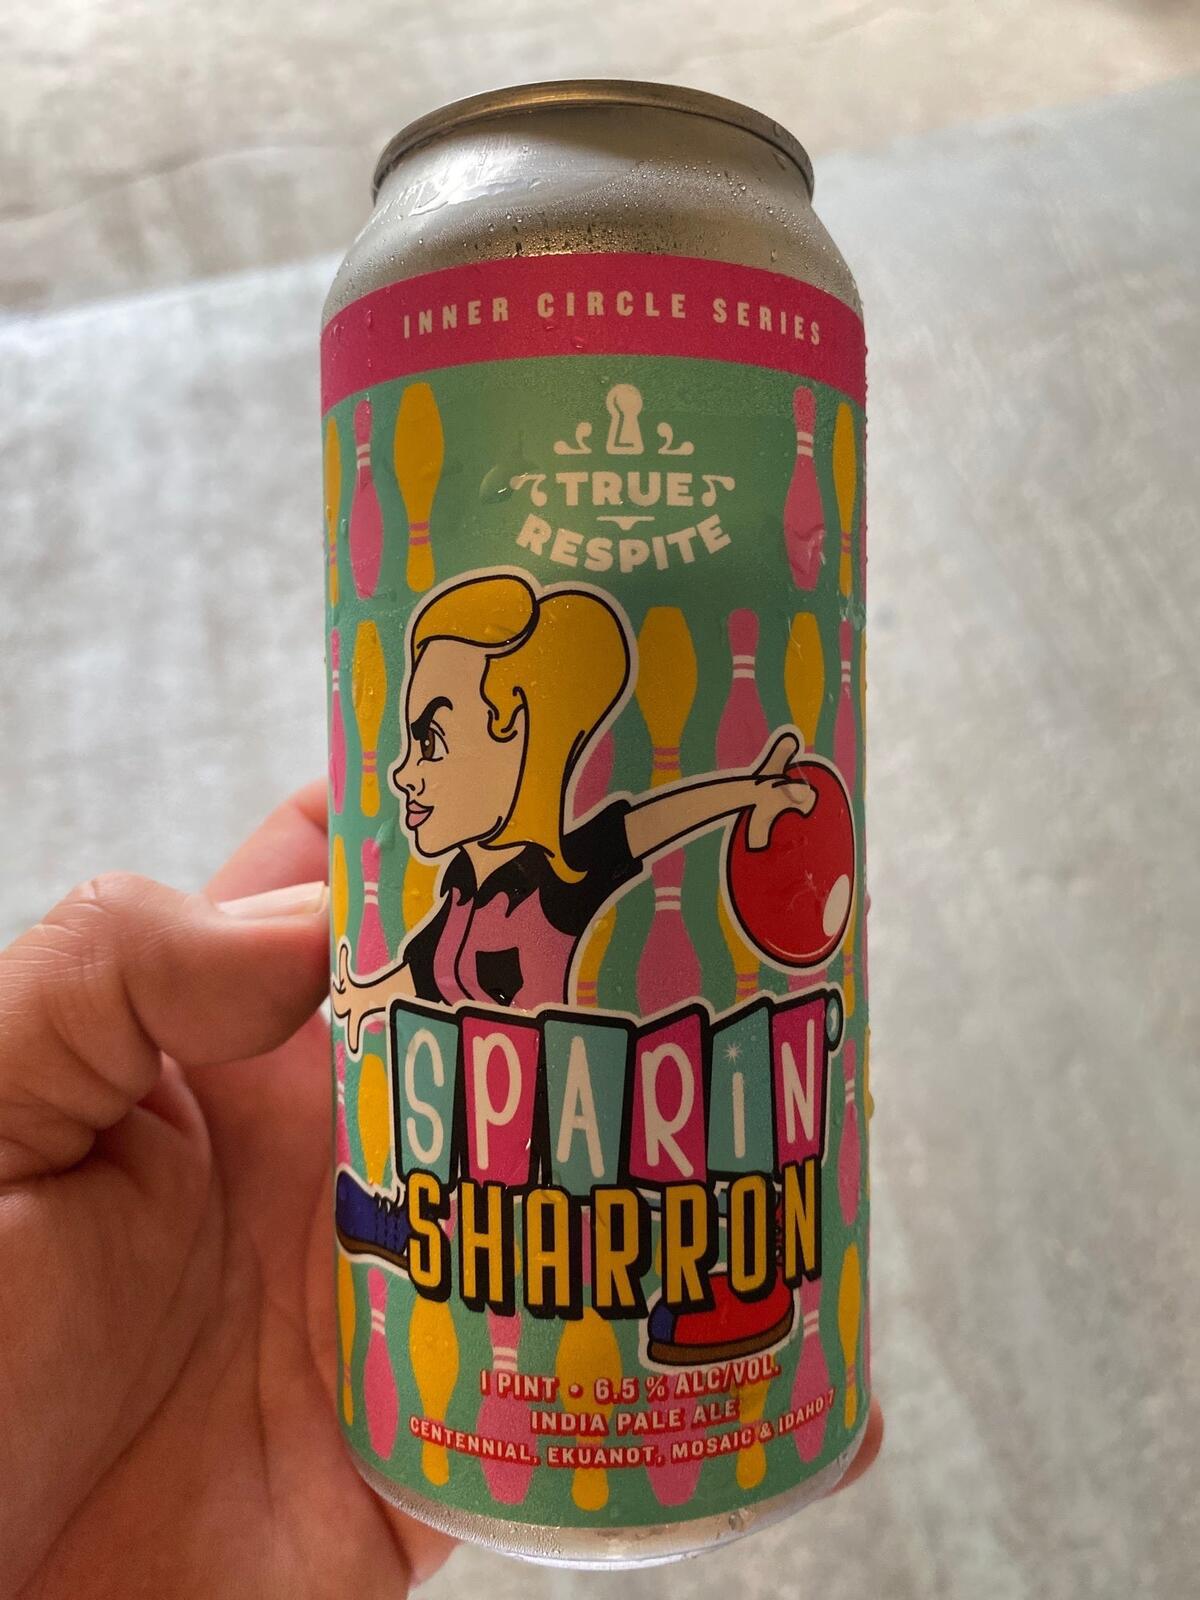 INNER CIRCLE SERIES
TRUE
RESPITE
SPARIN'
SHARRON
1 PINT • 6.5% ALC/VOL.
INDIA PALE ALE
CENTENNIAL, EKUANOT, MOSAIC & IDAHO 7